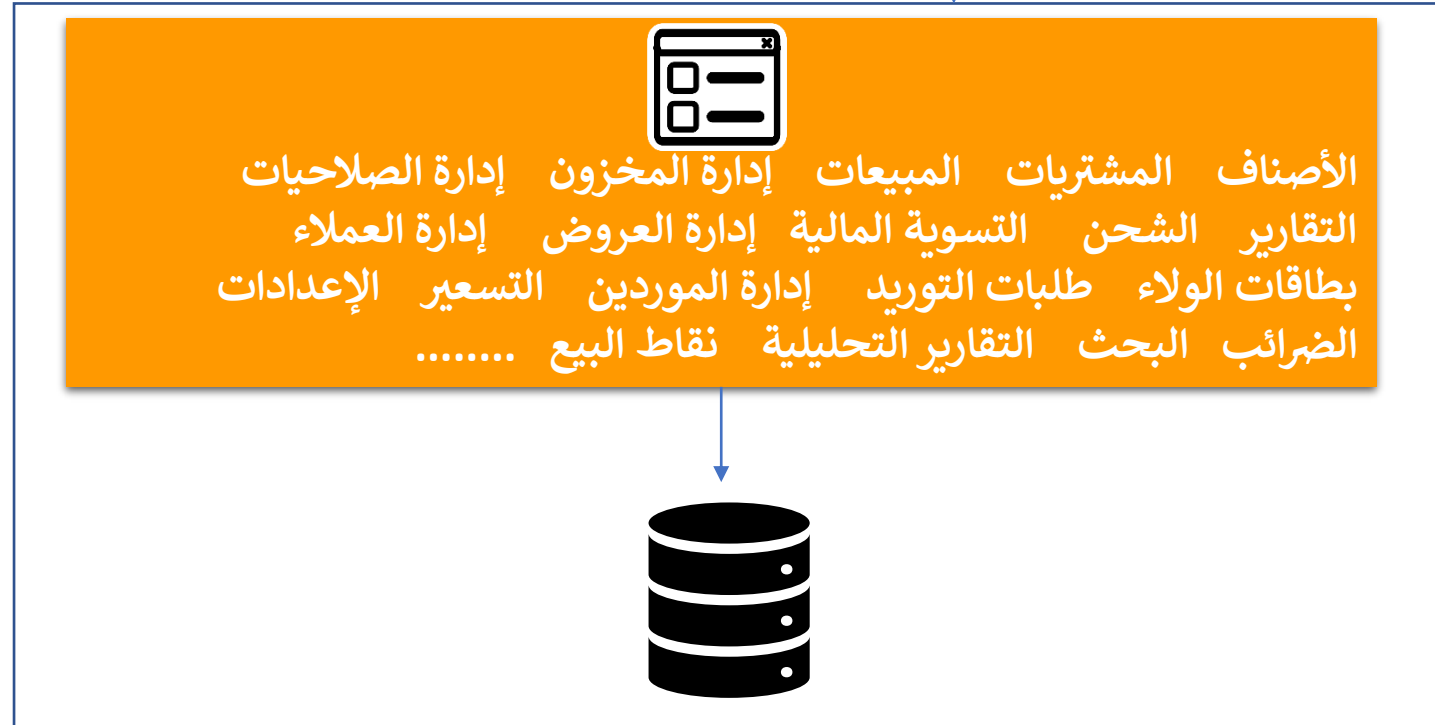 الأصناف المشتريات المبيعات إدارة المخزون إدارة الصلاحيات
التقارير الشحن التسوية المالية إدارة العروض إدارة العملاء
بطاقات الولاء طلبات التوريد إدارة الموردين التسعير الإعدادات
الضرائب البحث التقارير التحليلية نقاط البيع ........